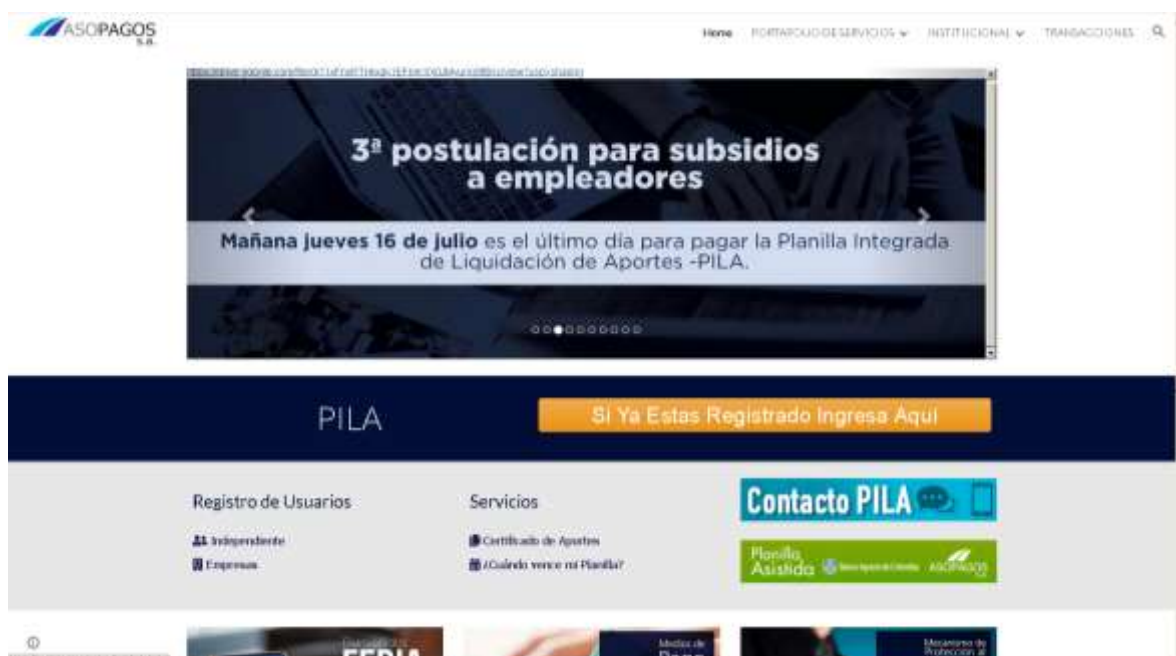 ASOPAGOS
S.A.
Home PORTAFOLIO DE SERVICIOS INSTITUCIONAL TRANSACCIONES
3ª postulación para subsidios
a empleadores
Mañana jueves 16 de julio es el último día para pagar la Planilla Integrada
de Liquidación de Aportes -PILA.
PILA
Si Ya Estas Registrado Ingresa Aquí
Registro de Usuarios
Servicios
Contacto PILA
Independiente
Certificado de Aportes
Empresas
¿Cuándo vence mi Planilla?
Planilla
Asistida
ASOPAGOS
FERIA
Medios de
Pago
Mecanismo de
Protección al